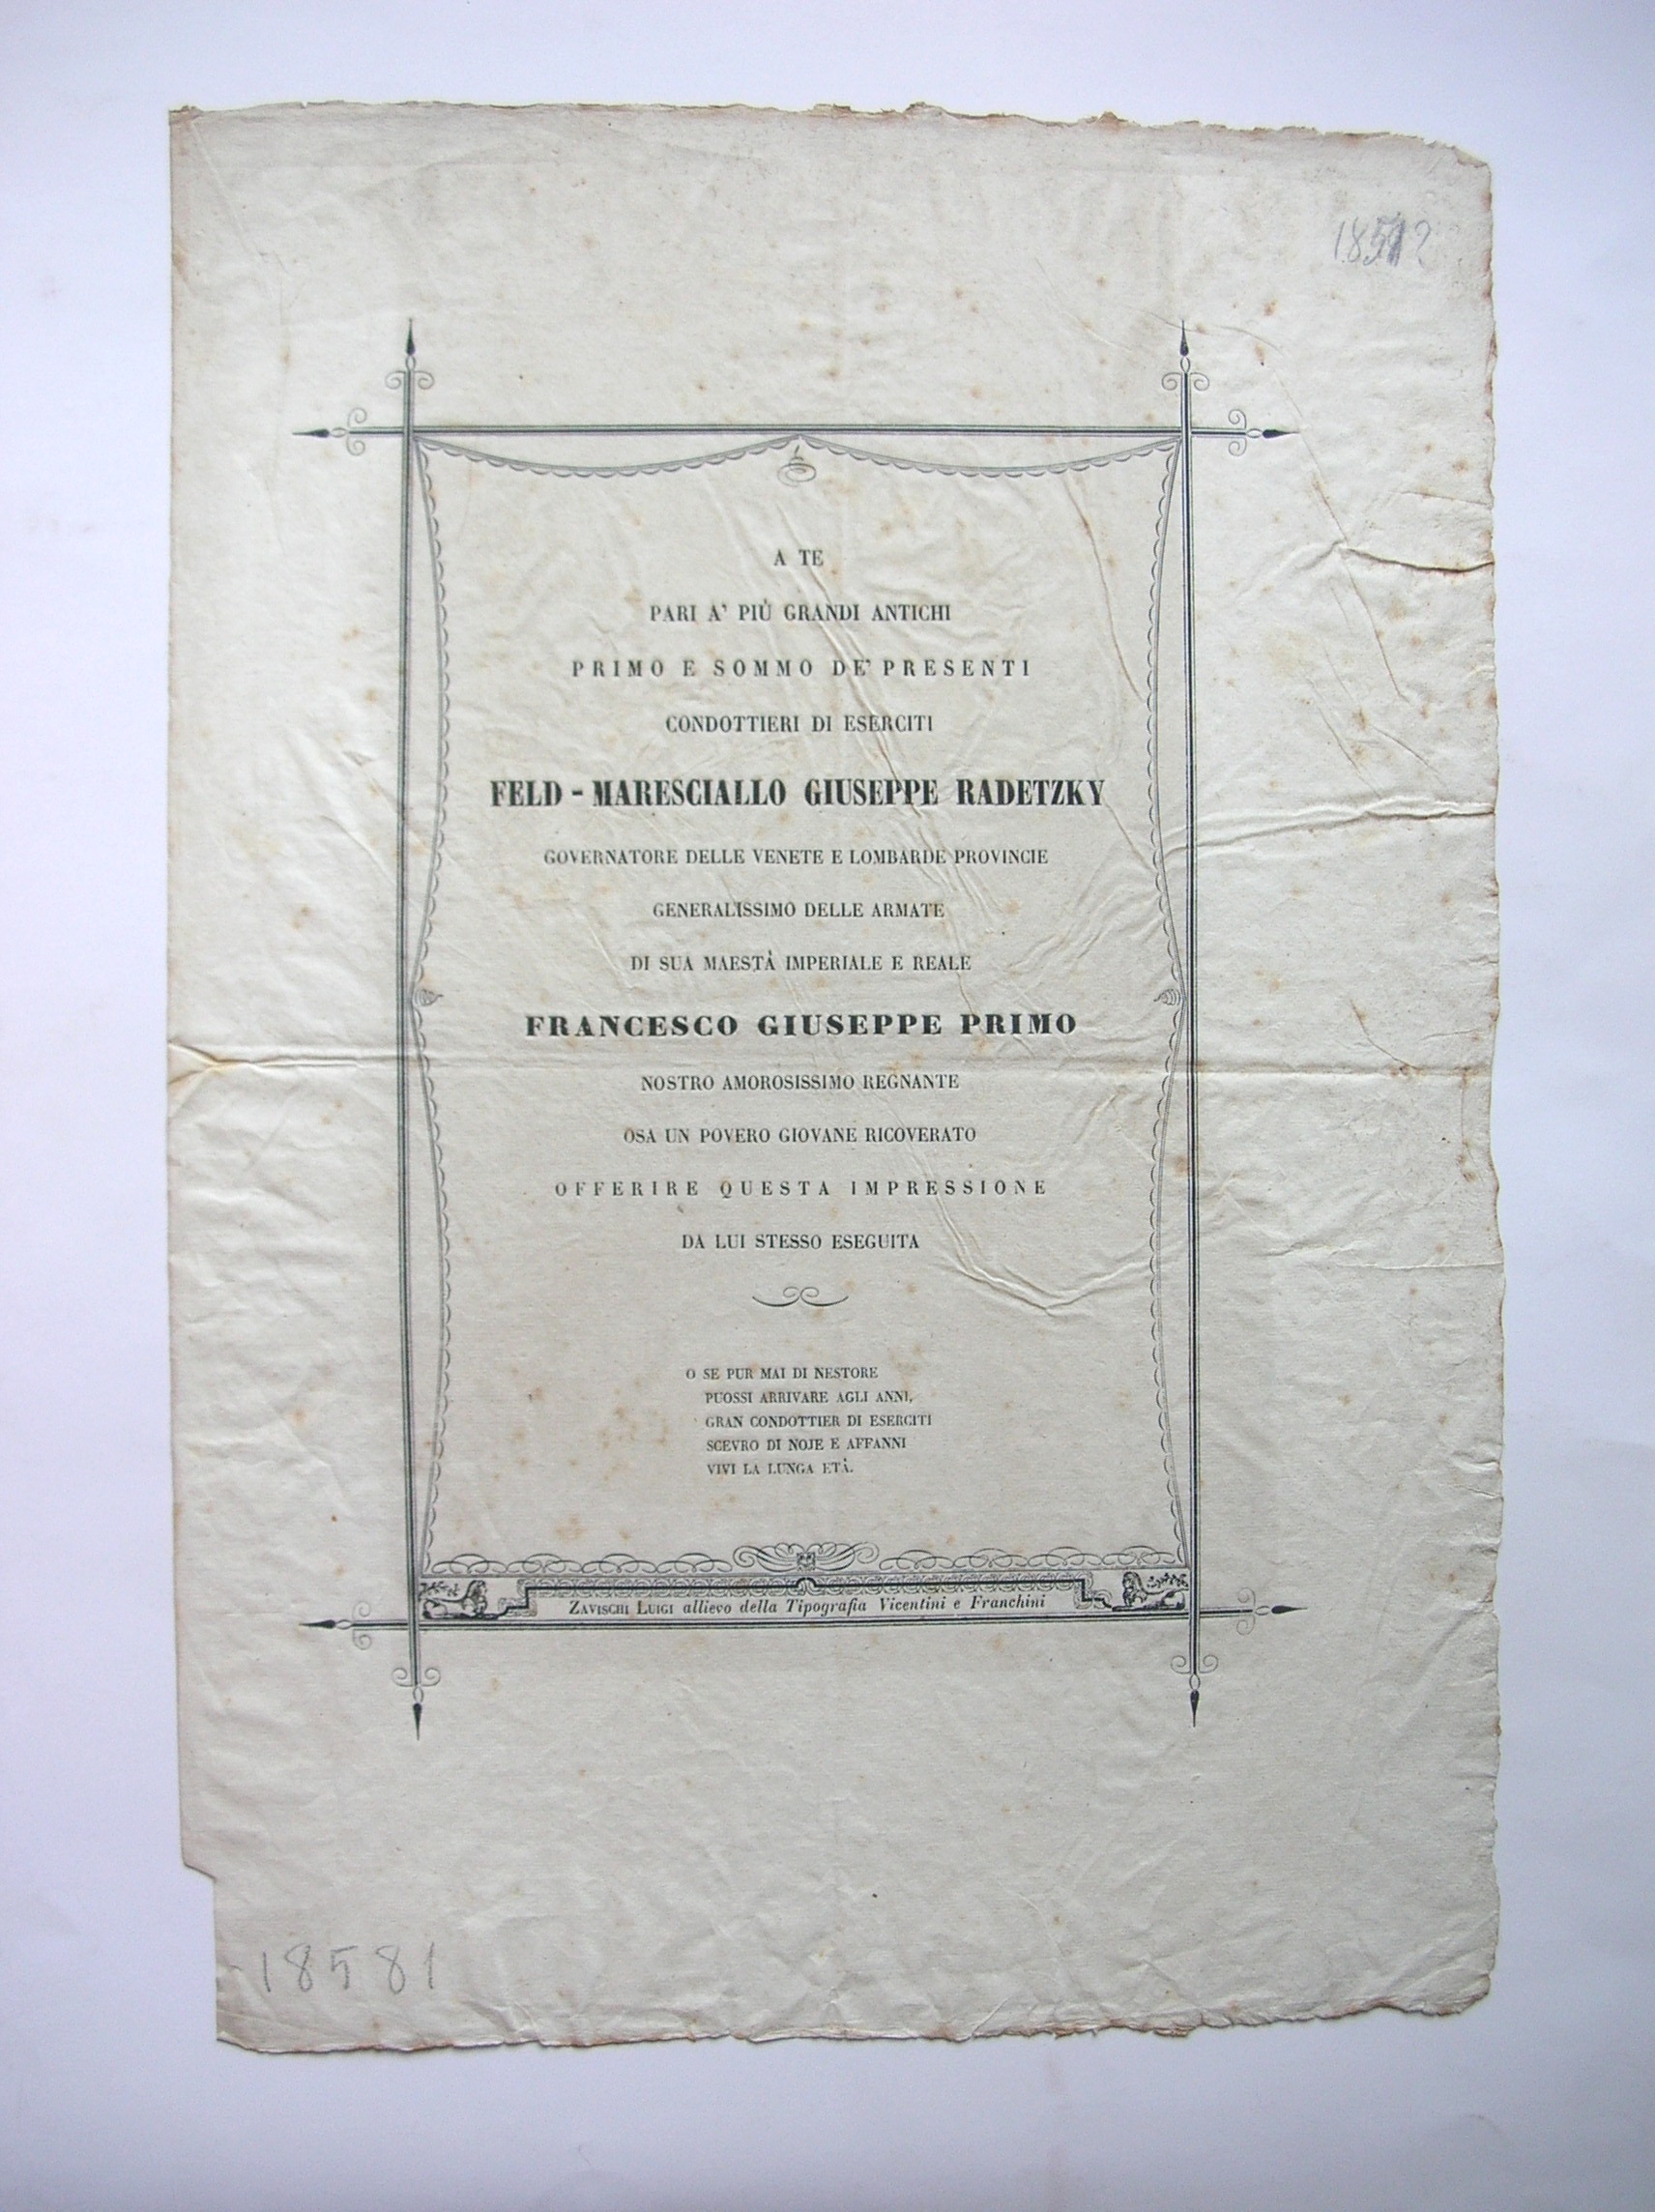 A TE
PARI A' PIÙ GRANDI ANTICHI
PRIMO E SOMMO DE' PRESENTI
CONDOTTIERI DI ESERCITI
FELD - MARESCIALLO GIUSEPPE RADETZKY
GOVERNATORE DELLE VENETE E LOMBARDE PROVINCIE
GENERALISSIMO DELLE ARMATE
DI SUA MAESTÀ IMPERIALE E REALE
FRANCESCO GIUSEPPE PRIMO
NOSTRO AMOROSISSIMO REGNANTE
OSA UN POVERO GIOVANE RICOVERATO
OFFERIRE QUESTA IMPRESSIONE
DA LUI STESSO ESEGUITA
O SE PUR MAI DI NESTORE
PUOSSI ARRIVARE AGLI ANNI,
GRAN CONDOTTIER DI ESERCITI
SCEVRO DI NOJE E AFFANNI
VIVI LA LUNGA ETÀ.
ZAVISCHI LUIGI allievo della Tipografia Vicentini e Franchini
18581